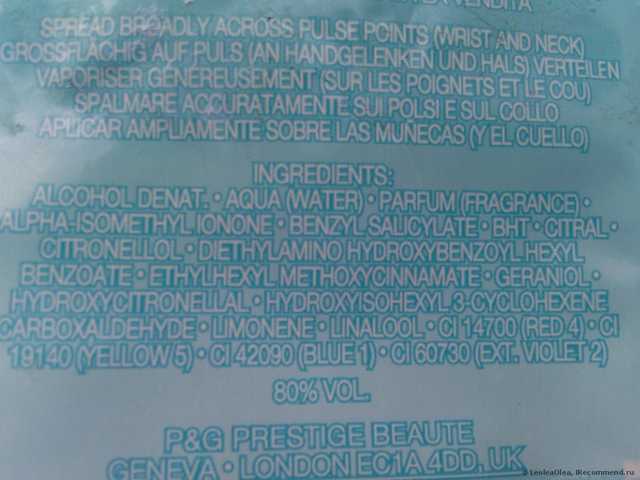 VENDITA
SPREAD BROADLY ACROSS PULSE POINTS (WRIST AND NECK)
GROSSFLÄCHIG AUF PULS (AN HANDGELENKEN UND HALS) VERTEILEN
VAPORISER GÉNÉREUSEMENT (SUR LES POIGNETS ET LE COU)
SPALMARE ACCURATAMENTE SUI POLSI E SUL COLLO
APLICAR AMPLIAMENTE SOBRE LAS MUÑECAS (Y EL CUELLO)
INGREDIENTS:
ALCOHOL DENAT. • AQUA (WATER) • PARFUM (FRAGRANCE) •
ALPHA-ISOMETHYL IONONE • BENZYL SALICYLATE • BHT • CITRAL •
CITRONELLOL • DIETHYLAMINO HYDROXYBENZOYL HEXYL
BENZOATE • ETHYLHEXYL METHOXYCINNAMATE • GERANIOL •
HYDROXYCITRONELLAL • HYDROXYISOHEXYL 3-CYCLOHEXENE
CARBOXALDEHYDE • LIMONENE • LINALOOL • CI 14700 (RED 4) • CI
19140 (YELLOW 5) • CI 42090 (BLUE 1) • CI 60730 (EXT. VIOLET 2)
80% VOL.
P&G PRESTIGE BEAUTE
GENEVA • LONDON EC1A 4DD, UK
© LeoleaOlea, IRecommend.ru